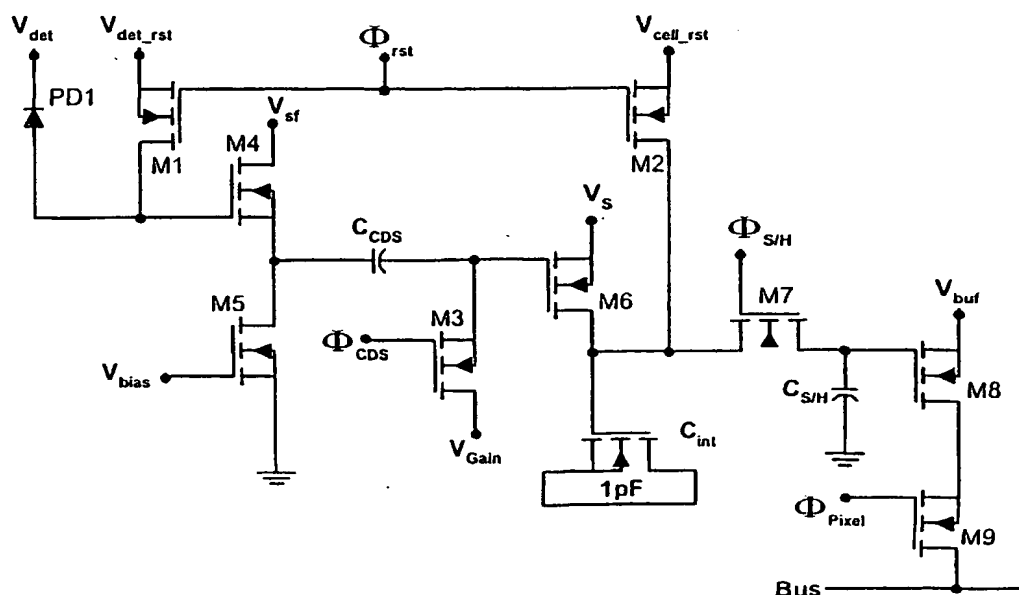 V_det
V_det_rst
Φ_rst
V_cell_rst
PD1
M1
M4
V_sf
M2
C_CDS
V_S
Φ_S/H
M6
M7
V_buf
M5
Φ_CDS
M3
V_bias
C_S/H
M8
V_Gain
C_int
1pF
Φ_Pixel
M9
Bus